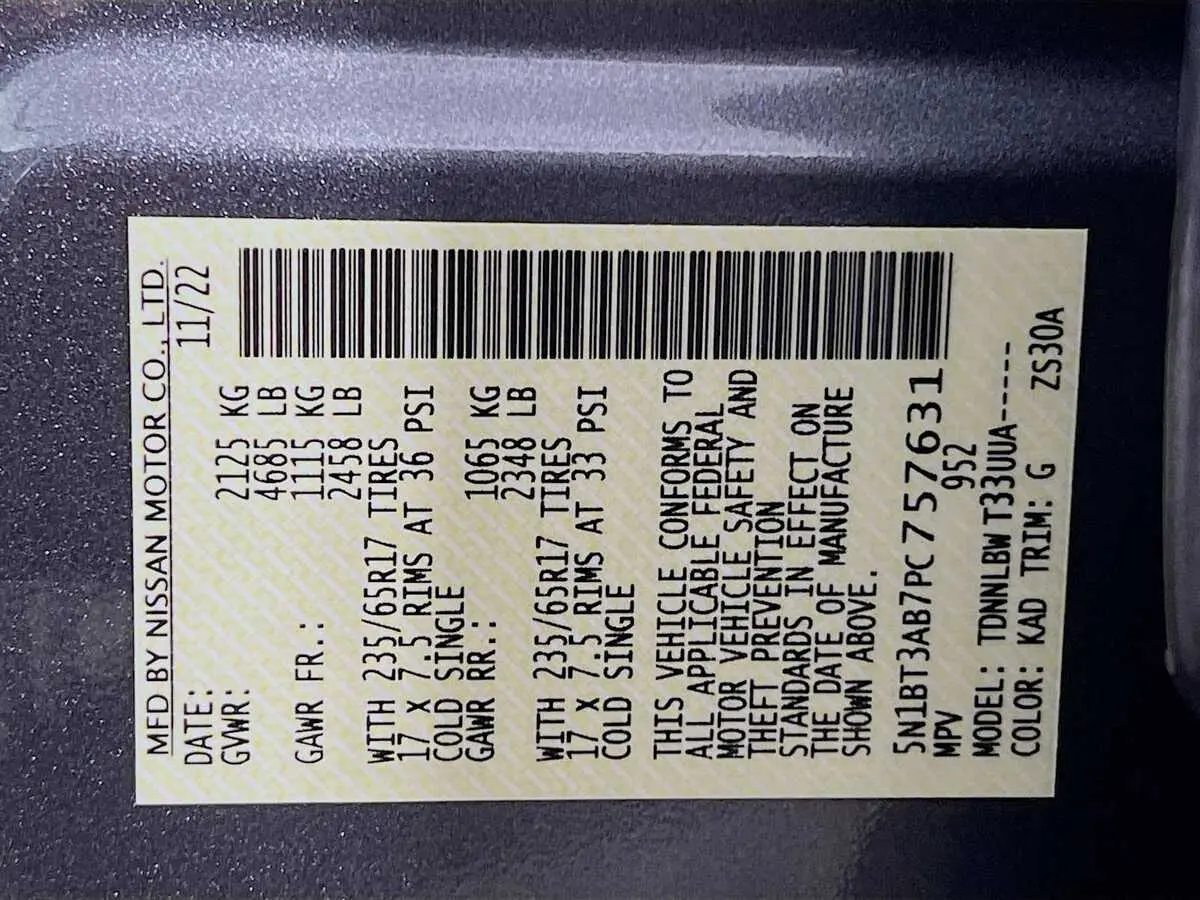 MFD BY NISSAN MOTOR CO., LTD.
DATE: 11/22
GVWR: 2125 KG
4685 LB
GAWR FR.: 1115 KG
2458 LB
WITH 235/65R17 TIRES
17 X 7.5 RIMS AT 36 PSI
COLD SINGLE
GAWR RR.: 1065 KG
2348 LB
WITH 235/65R17 TIRES
17 X 7.5 RIMS AT 33 PSI
COLD SINGLE
THIS VEHICLE CONFORMS TO
ALL APPLICABLE FEDERAL
MOTOR VEHICLE SAFETY AND
THEFT PREVENTION
STANDARDS IN EFFECT ON
THE DATE OF MANUFACTURE
SHOWN ABOVE.
5N1BT3AB7PC757631
MPV 952
MODEL: TDNNLBW T33UUA-----
COLOR: KAD TRIM: G ZS30A